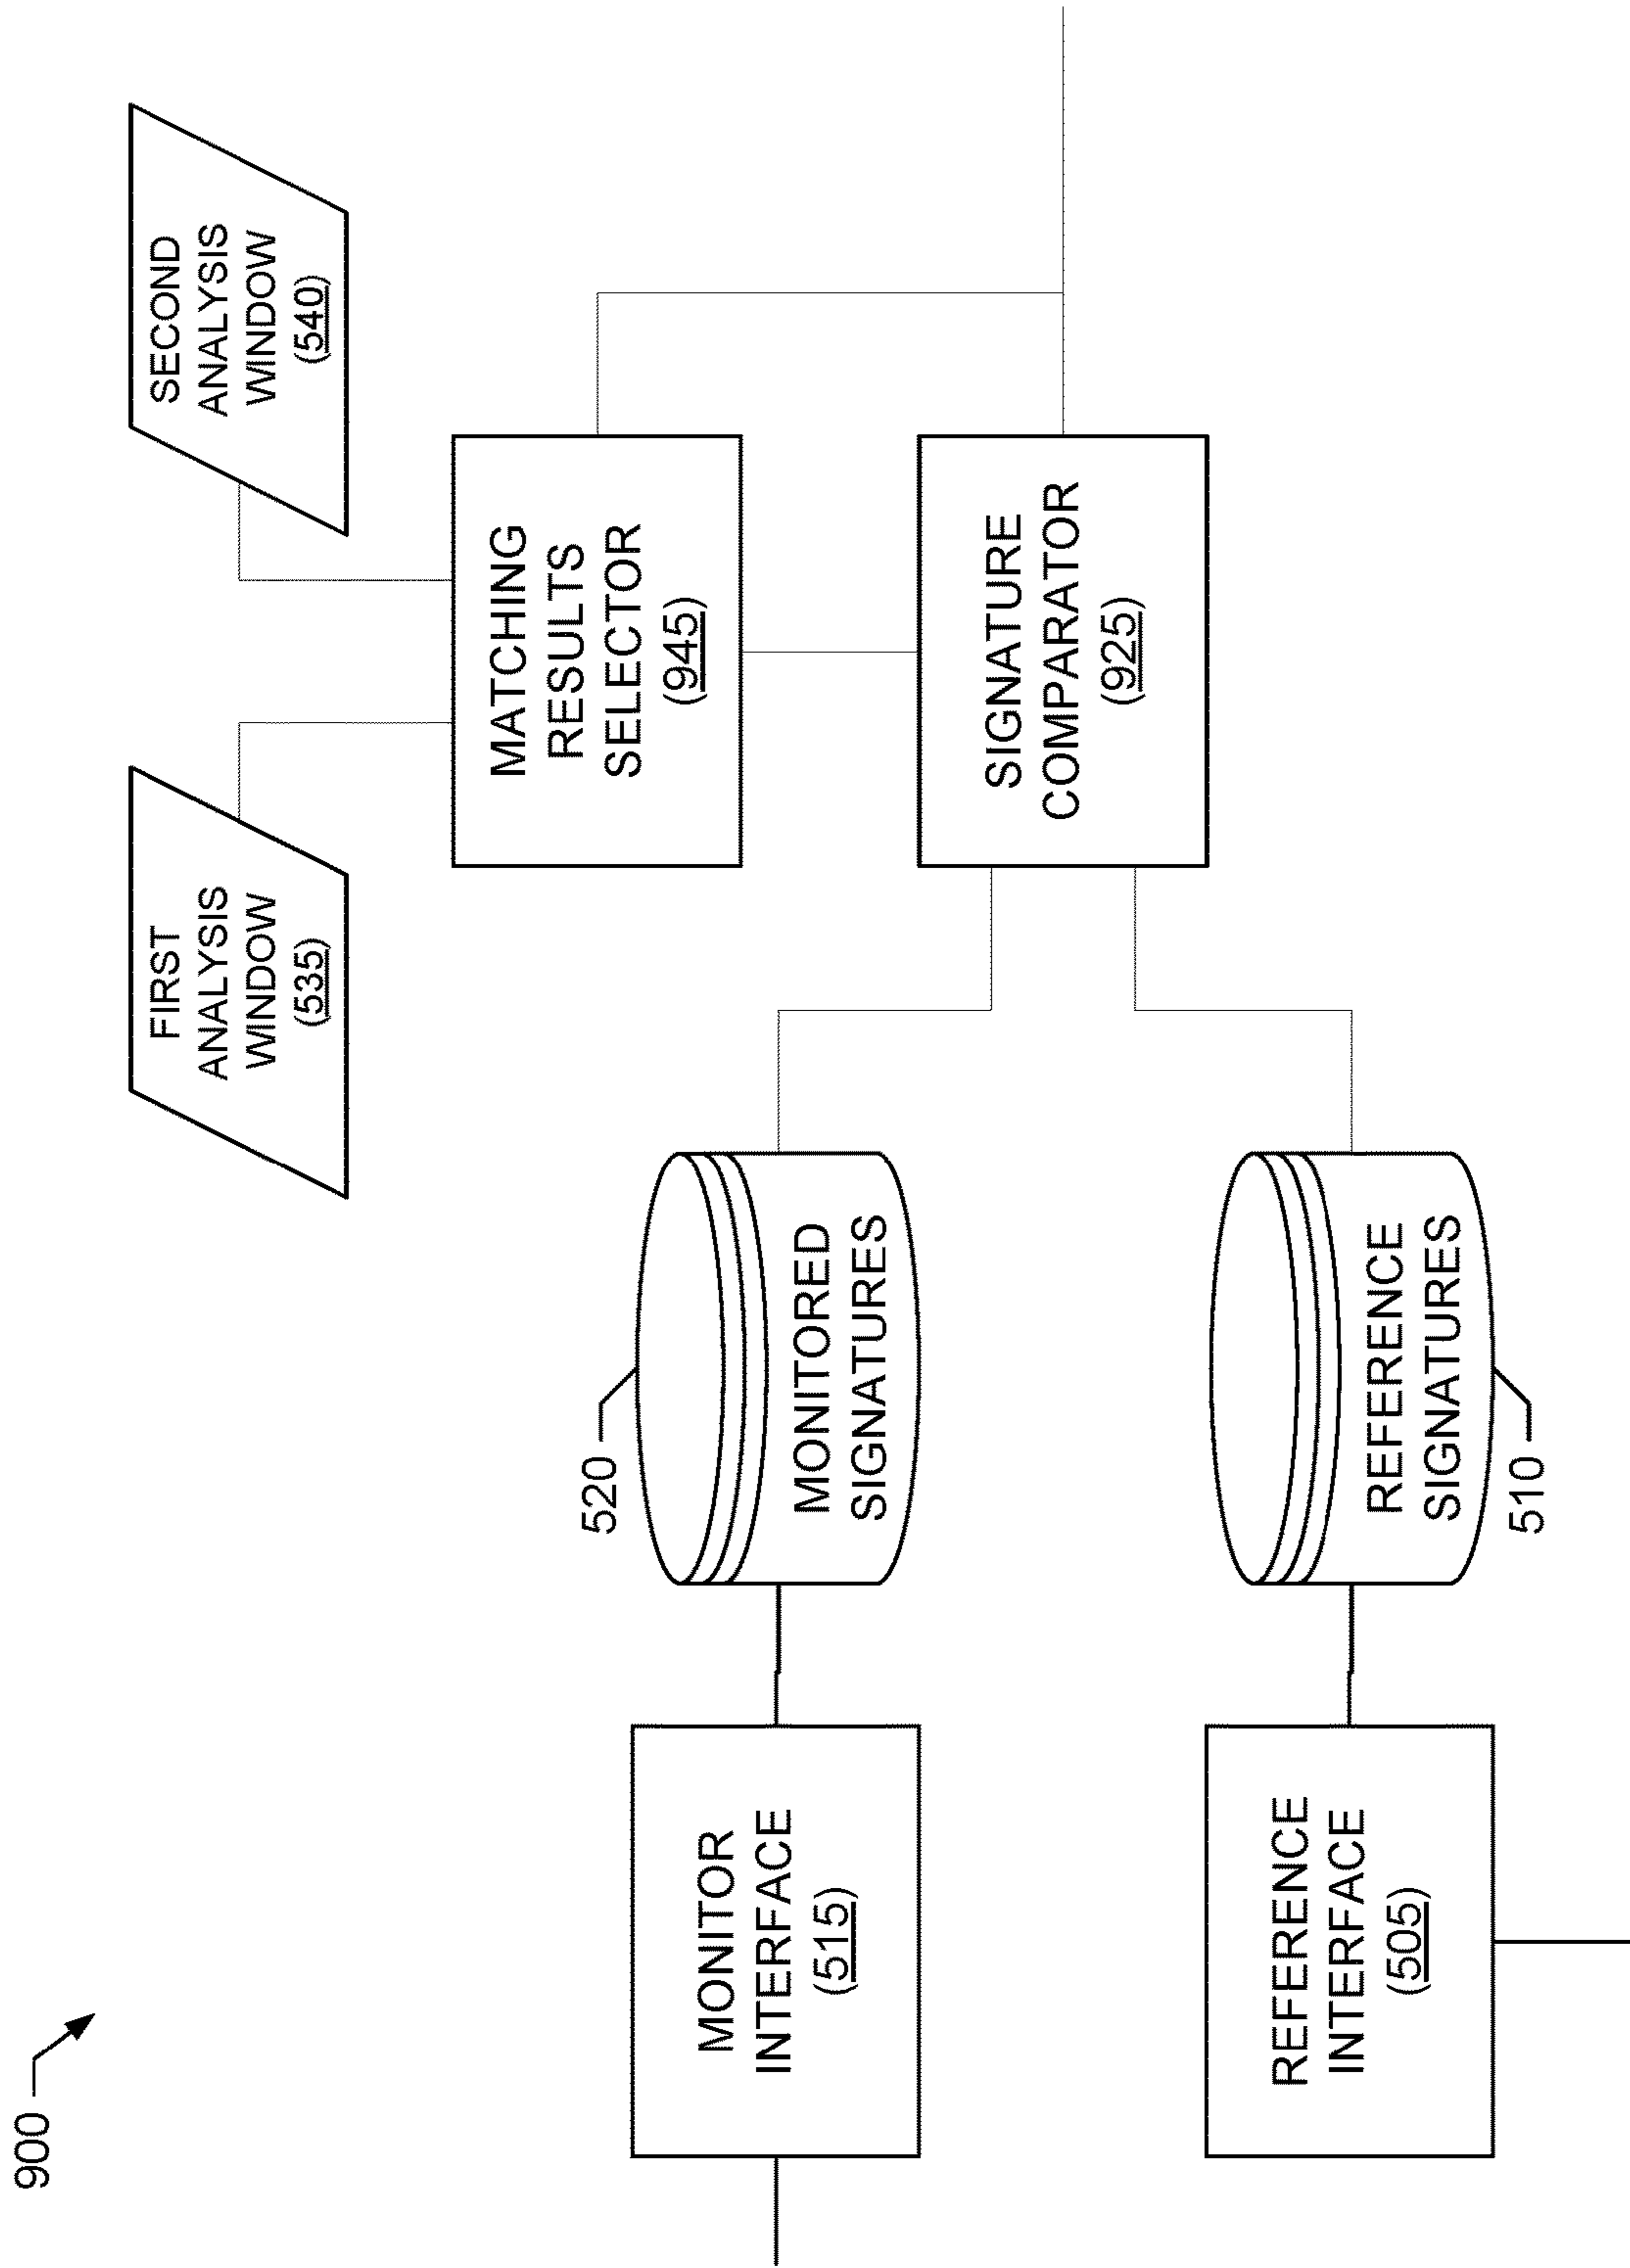 900
FIRST
ANALYSIS
WINDOW
(535)
SECOND
ANALYSIS
WINDOW
(540)
MATCHING
RESULTS
SELECTOR
(945)
520
MONITOR
INTERFACE
(515)
MONITORED
SIGNATURES
SIGNATURE
COMPARATOR
(925)
REFERENCE
INTERFACE
(505)
REFERENCE
SIGNATURES
510